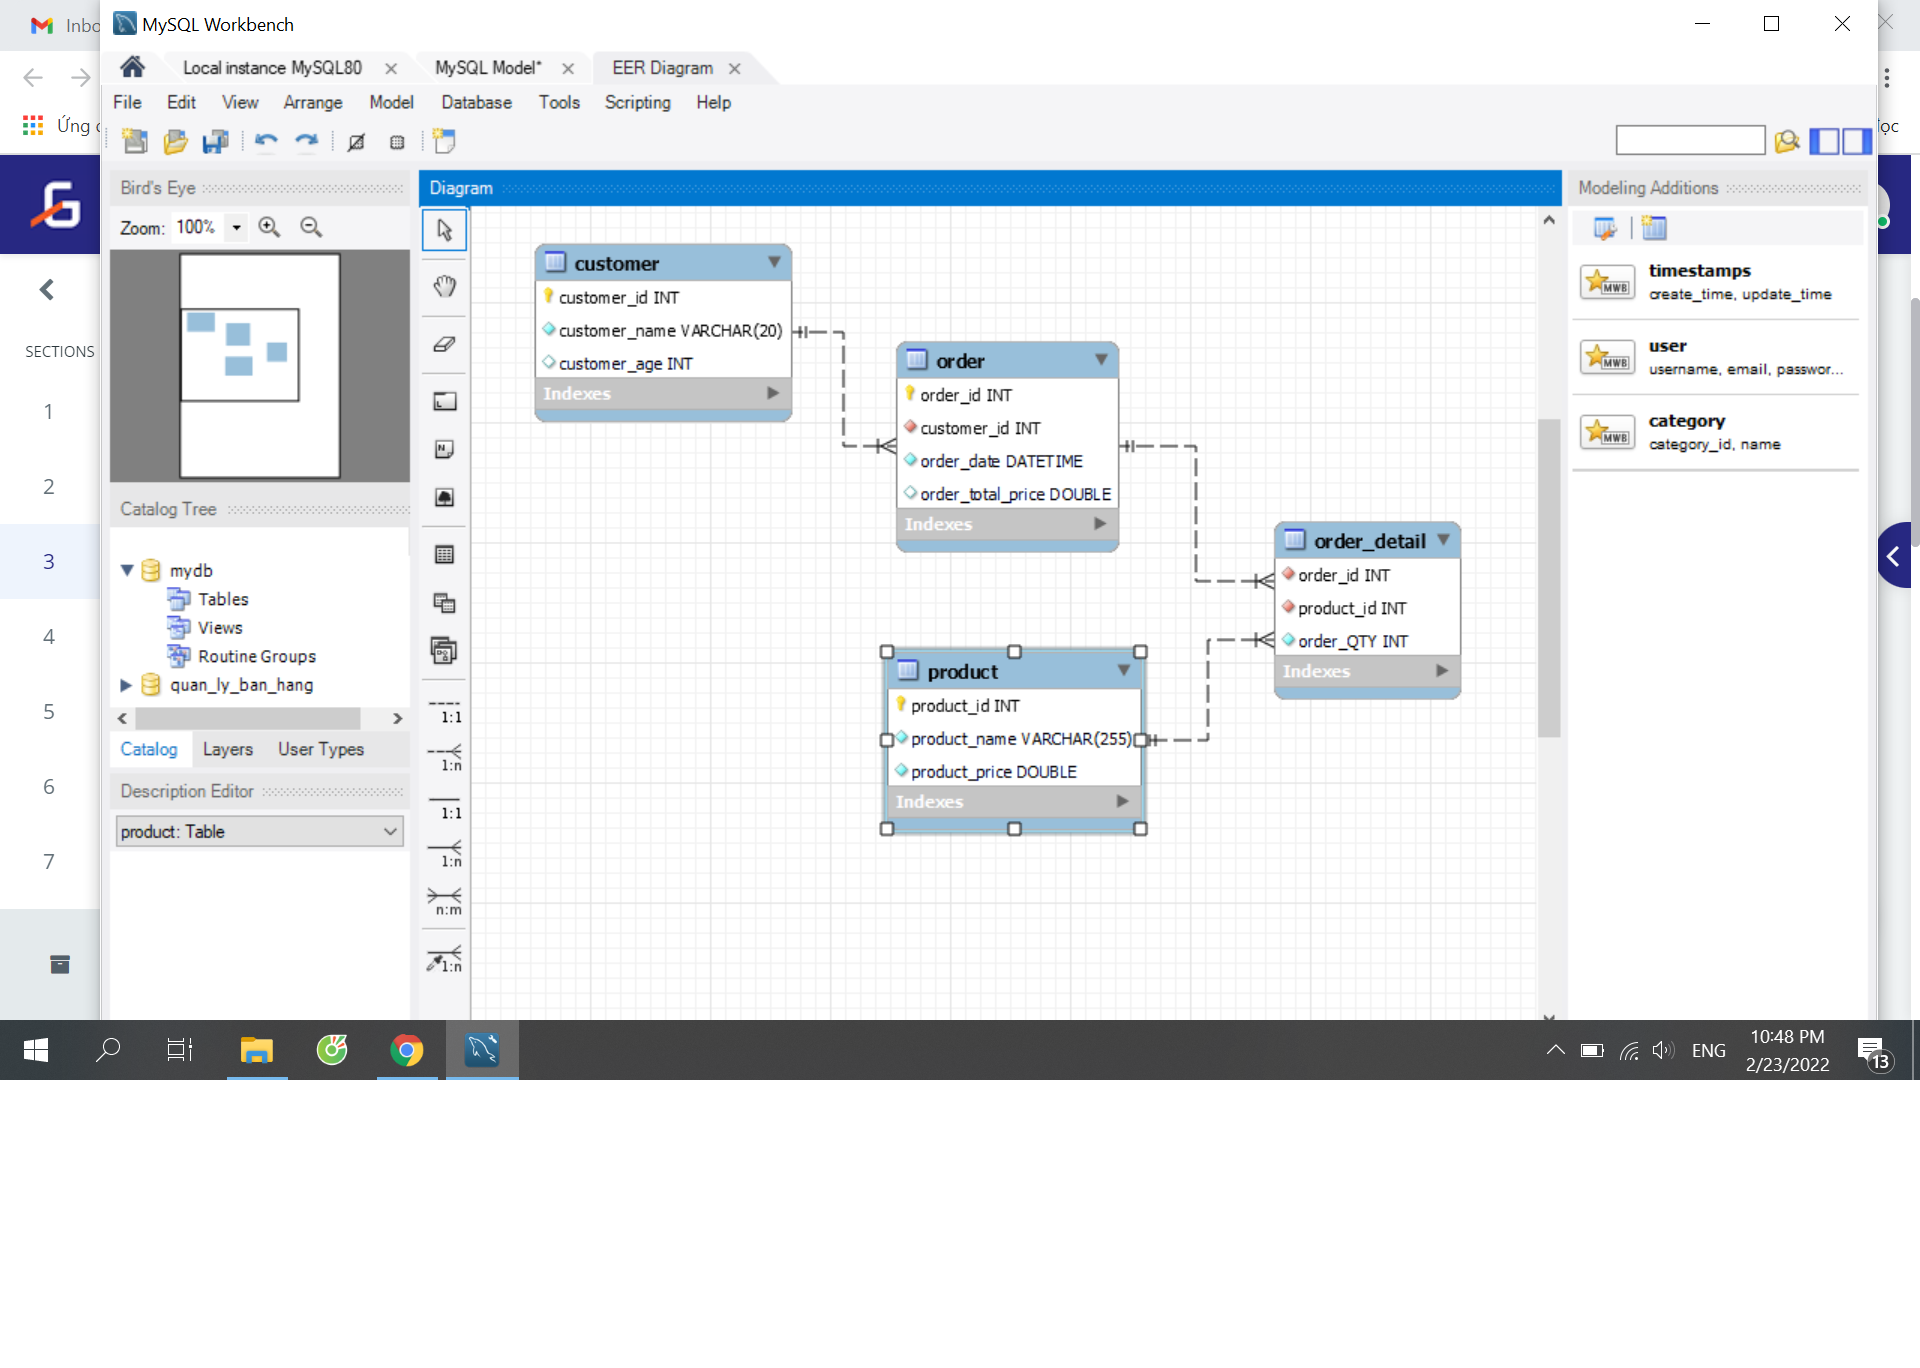 Inbo
MySQL Workbench
Local instance MySQL80
MySQL Model*
EER Diagram
File Edit View Arrange Model Database Tools Scripting Help
Ứng
Bird's Eye
Zoom: 100%
Diagram
Modeling Additions
timestamps
create_time, update_time
user
username, email, passwor...
category
category_id, name
customer
customer_id INT
customer_name VARCHAR(20)
customer_age INT
Indexes
order
order_id INT
customer_id INT
order_date DATETIME
order_total_price DOUBLE
Indexes
order_detail
order_id INT
product_id INT
order_QTY INT
Indexes
product
product_id INT
product_name VARCHAR(255)
product_price DOUBLE
Indexes
SECTIONS
1
2
3
4
5
6
7
Catalog Tree
mydb
Tables
Views
Routine Groups
quan_ly_ban_hang
Catalog Layers User Types
Description Editor
product: Table
1:1
1:n
1:1
1:n
n:m
1:n
MWB
MWB
MWB
ENG
10:48 PM
2/23/2022
13